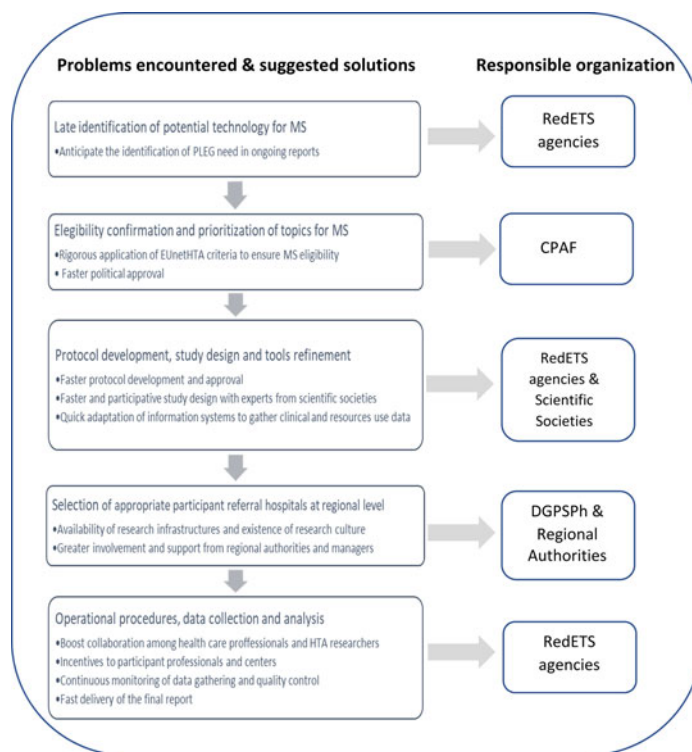 Problems encountered & suggested solutions
Responsible organization
Late identification of potential technology for MS
•Anticipate the identification of PLEG need in ongoing reports
RedETS
agencies
Elegibility confirmation and prioritization of topics for MS
•Rigorous application of EUnetHTA criteria to ensure MS eligibility
• Faster political approval
CPAF
Protocol development, study design and tools refinement
•Faster protocol development and approval
•Faster and participative study design with experts from scientific societies
•Quick adaptation of information systems to gather clinical and resources use data
RedETS
agencies &
Scientific
Societies
Selection of appropriate participant referral hospitals at regional level
•Availability of research infrastructures and existence of research culture
•Greater involvement and support from regional authorities and managers
DGPSPh &
Regional
Authorities
Operational procedures, data collection and analysis
•Boost collaboration among health care proffesionals and HTA researchers
•Incentives to participant professionals and centers
•Continuous monitoring of data gathering and quality control
•Fast delivery of the final report
RedETS
agencies